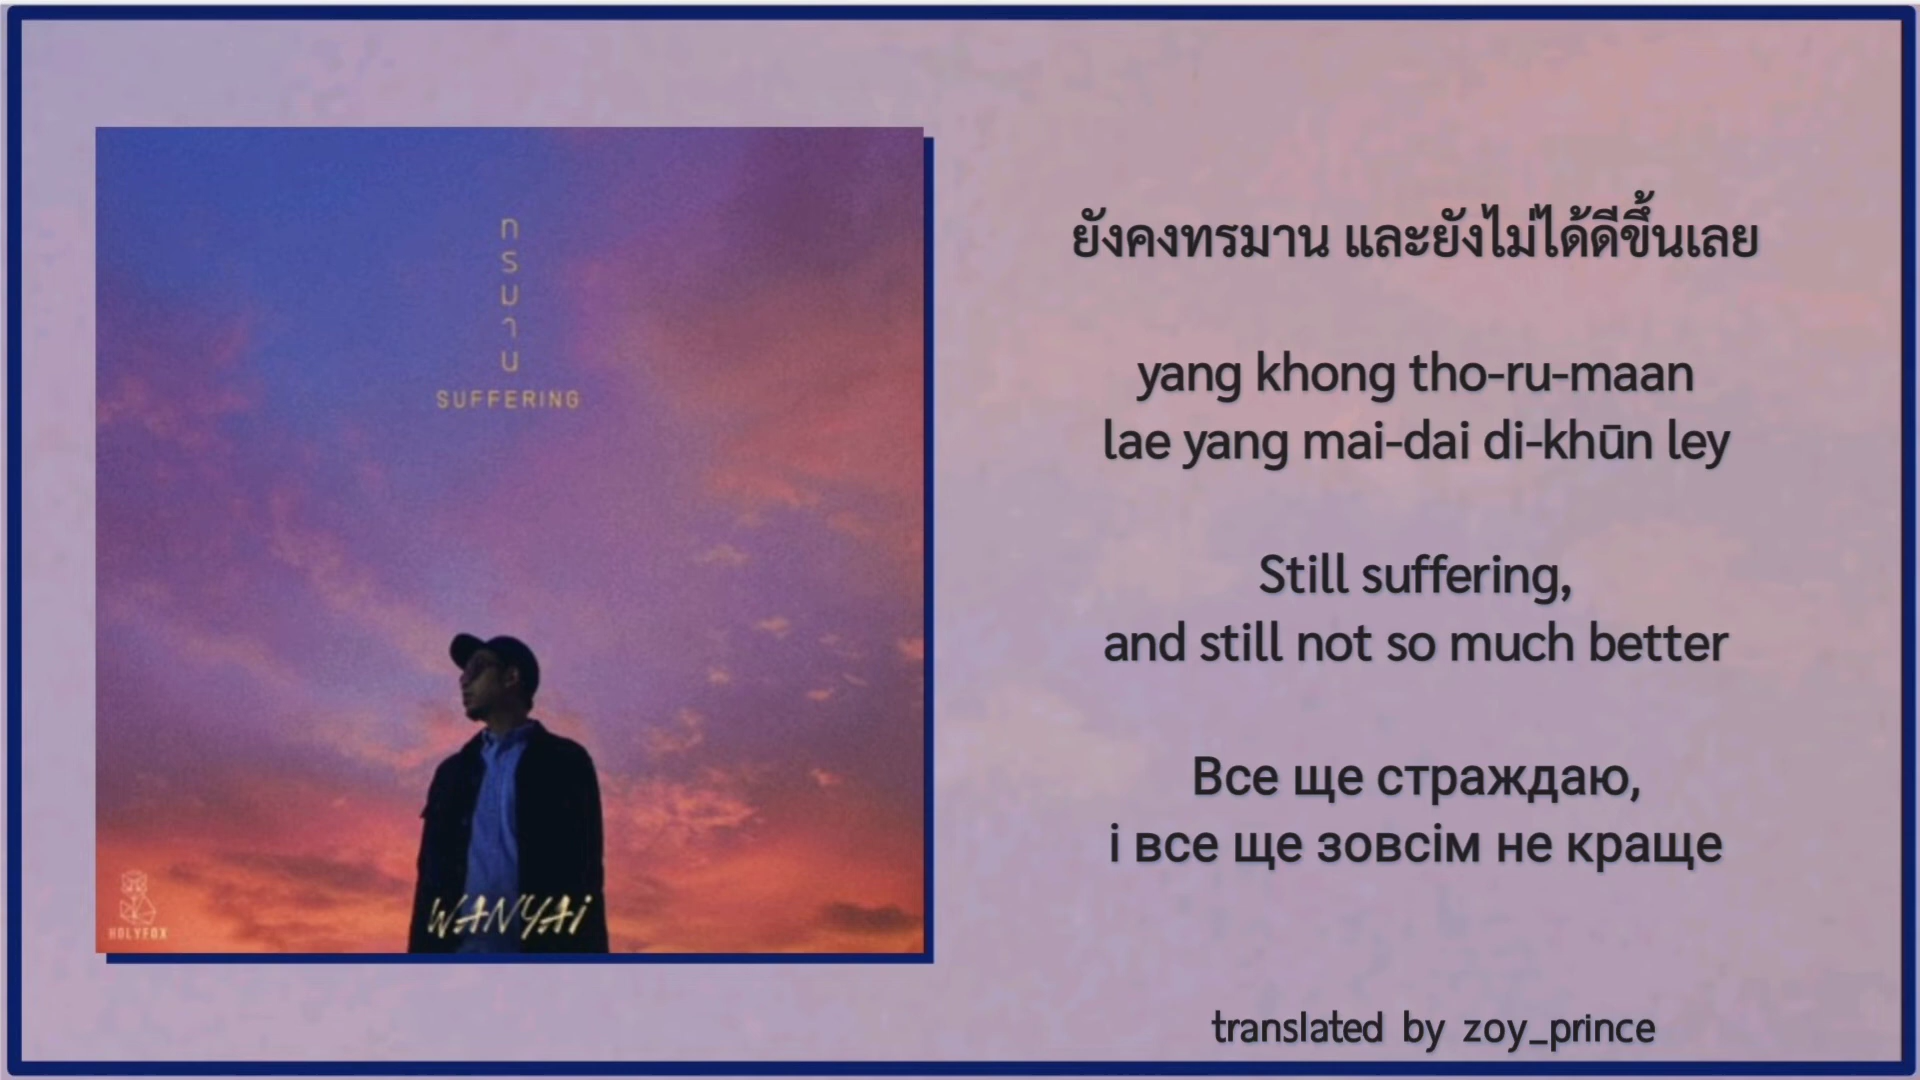 ทรมาน
SUFFERING
WANYAi
HOLYFOX
ยังคงทรมาน และยังไม่ได้ดีขึ้นเลย
yang khong tho-ru-maan
lae yang mai-dai di-khūn ley
Still suffering,
and still not so much better
Все ще страждаю,
і все ще зовсім не краще
translated by zoy_prince